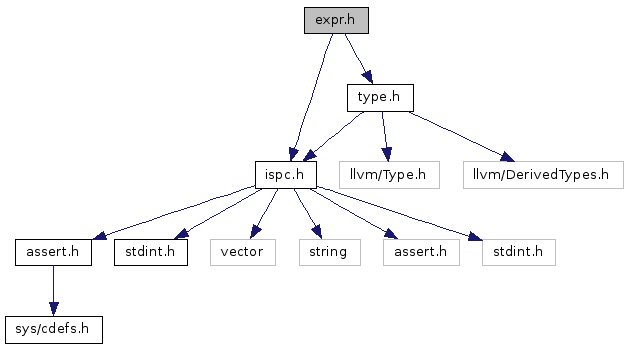 expr.h
type.h
ispc.h
llvm/Type.h
llvm/DerivedTypes.h
assert.h
stdint.h
vector
string
assert.h
stdint.h
sys/cdefs.h